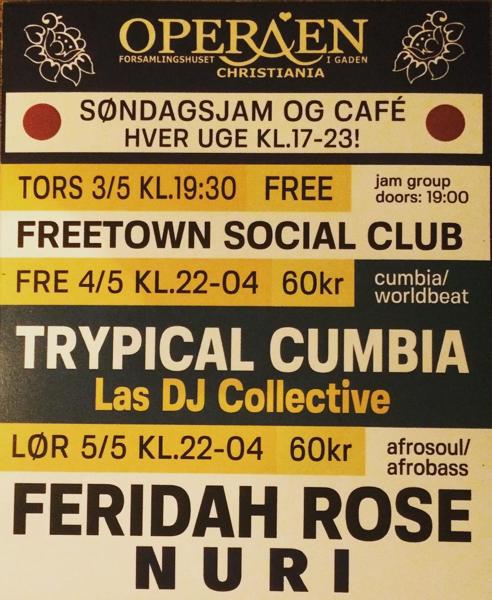 OPERAEN
FORSAMLINGSHUSET I GADEN
CHRISTIANIA
SØNDAGSJAM OG CAFÉ
HVER UGE KL.17-23!
TORS 3/5 KL.19:30 FREE jam group
doors: 19:00
FREETOWN SOCIAL CLUB
FRE 4/5 KL.22-04 60kr cumbia/
worldbeat
TRYPICAL CUMBIA
Las DJ Collective
LØR 5/5 KL.22-04 60kr afrosoul/
afrobass
FERIDAH ROSE
NURI